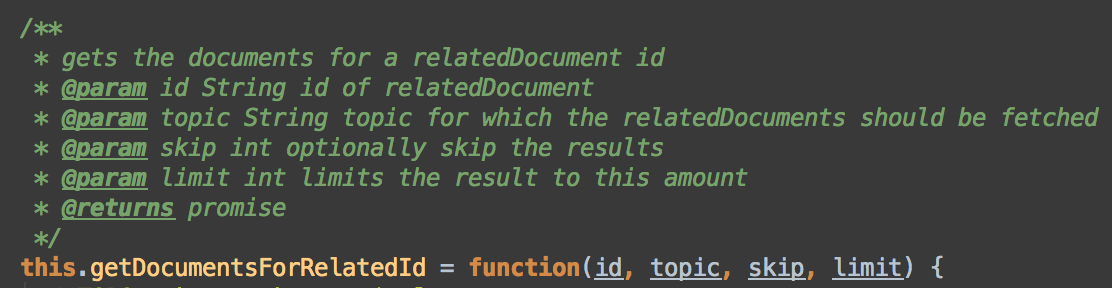 /**
* gets the documents for a relatedDocument id
* @param id String id of relatedDocument
* @param topic String topic for which the relatedDocuments should be fetched
* @param skip int optionally skip the results
* @param limit int limits the result to this amount
* @returns promise
*/
this.getDocumentsForRelatedId = function(id, topic, skip, limit) {